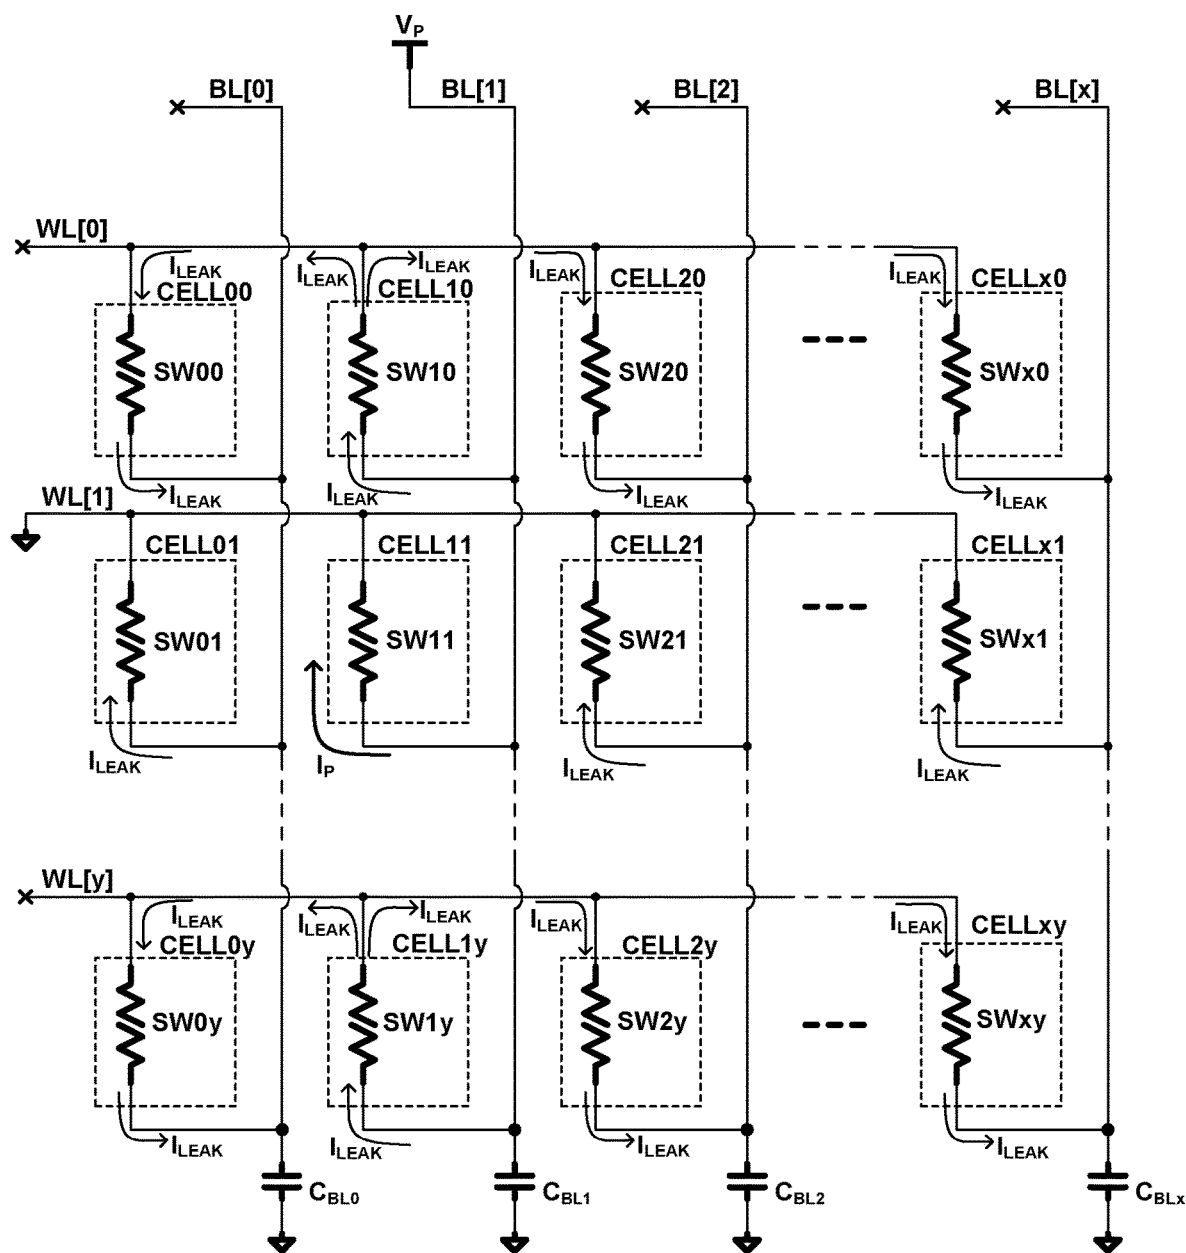 VP
BL[0] BL[1] BL[2] BL[x]
WL[0]
ILEAK ILEAK ILEAK ILEAK ILEAK
CELL00 CELL10 CELL20 CELLx0
SW00 SW10 SW20 SWx0
ILEAK ILEAK ILEAK ILEAK
WL[1]
CELL01 CELL11 CELL21 CELLx1
SW01 SW11 SW21 SWx1
ILEAK IP ILEAK ILEAK
WL[y]
ILEAK ILEAK ILEAK ILEAK ILEAK
CELL0y CELL1y CELL2y CELLxy
SW0y SW1y SW2y SWxy
ILEAK ILEAK ILEAK ILEAK
CBL0 CBL1 CBL2 CBLx